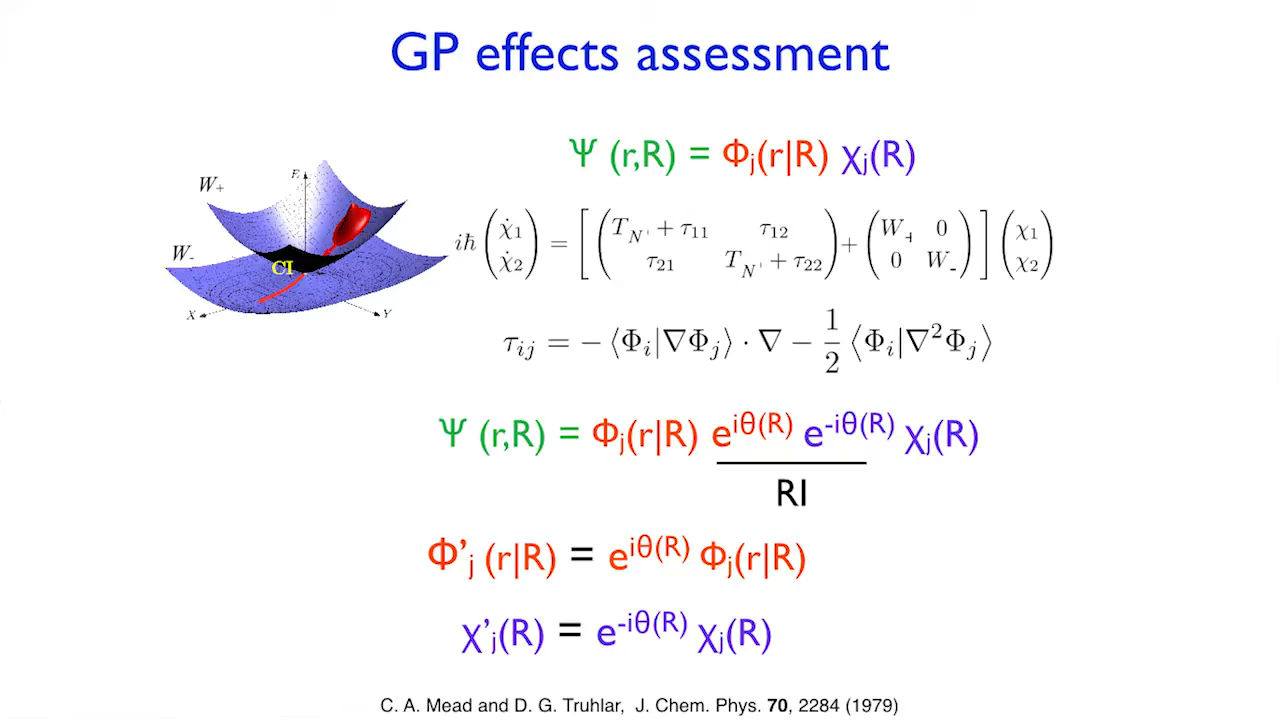 GP effects assessment
Ψ (r,R) = Φj(r|R) χj(R)
W+
E
W-
CI
X
Y
iℏ (χ̇1 χ̇2) = [ (TN + τ11 τ12 τ21 TN + τ22) + (W+ 0 0 W-) ] (χ1 χ2)
τij = − ⟨Φi|∇Φj⟩ · ∇ − 1/2 ⟨Φi|∇²Φj⟩
Ψ (r,R) = Φj(r|R) e^iθ(R) e^-iθ(R) χj(R)
RI
Φ'j (r|R) = e^iθ(R) Φj(r|R)
χ'j(R) = e^-iθ(R) χj(R)
C. A. Mead and D. G. Truhlar, J. Chem. Phys. 70, 2284 (1979)